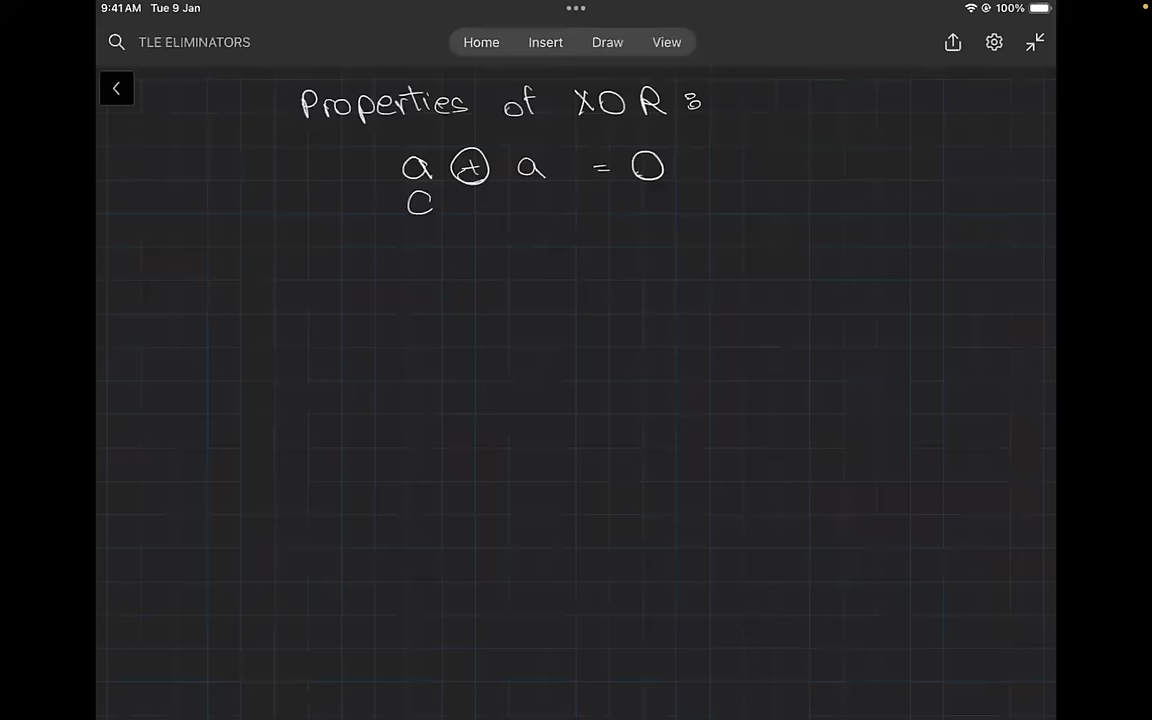 9:41 AM Tue 9 Jan 100%
TLE ELIMINATORS Home Insert Draw View
Properties of XOR :
a ⊕ a = 0
C